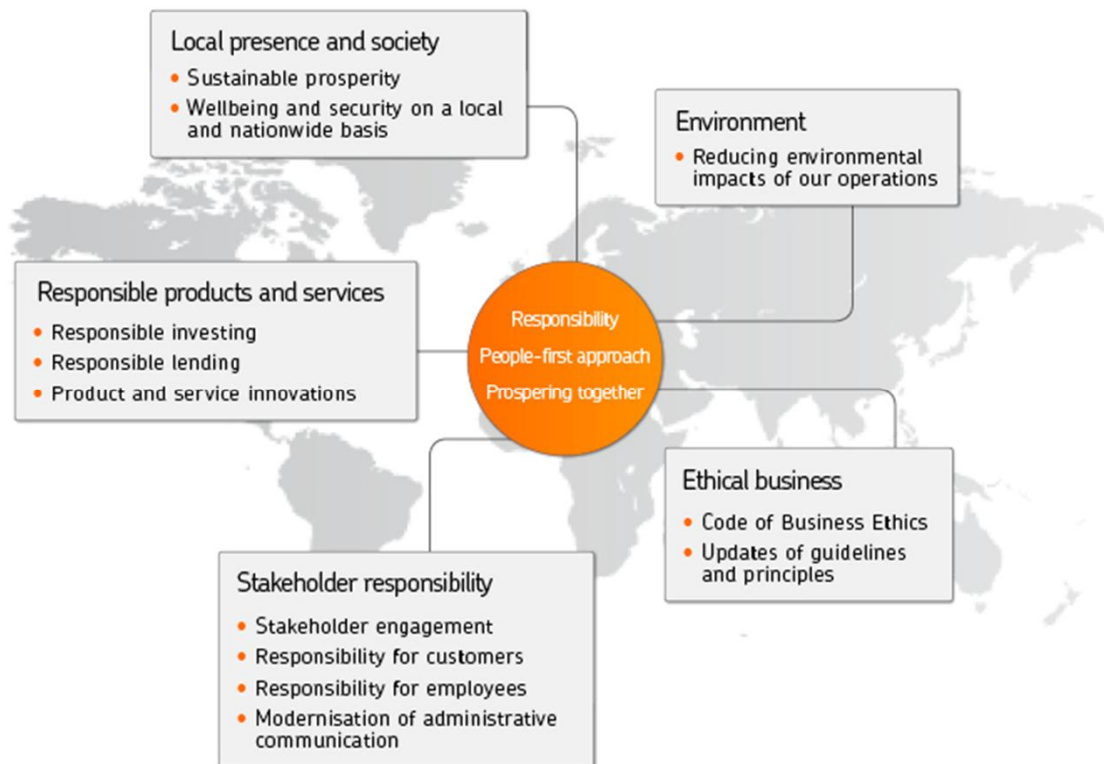 Local presence and society
• Sustainable prosperity
• Wellbeing and security on a local
and nationwide basis
Environment
• Reducing environmental
impacts of our operations
Responsible products and services
• Responsible investing
• Responsible lending
• Product and service innovations
Responsibility
People-first approach
Prospering together
Ethical business
• Code of Business Ethics
• Updates of guidelines
and principles
Stakeholder responsibility
• Stakeholder engagement
• Responsibility for customers
• Responsibility for employees
• Modernisation of administrative
communication